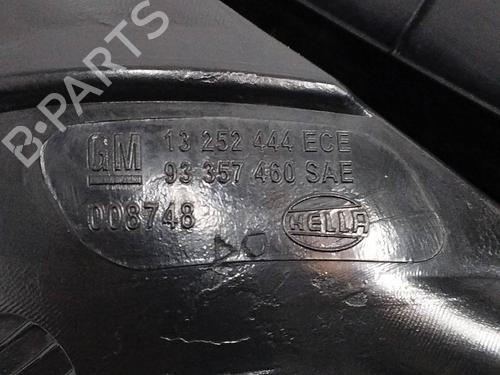 B-PARTS
GM 13 252 444 ECE
93 357 460 SAE
008748 HELLA